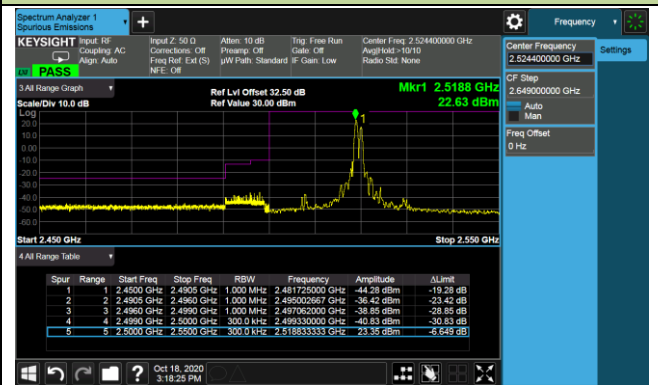 Spectrum Analyzer 1
Spurious Emissions
Frequency
KEYSIGHT
Input: RF
Coupling: AC
Align: Auto
Input Z: 50 Ω
Corrections: Off
Freq Ref: Ext (S)
NFE: Off
Atten: 10 dB
Preamp: Off
µW Path: Standard
Trig: Free Run
Gate: Off
IF Gain: Low
Center Freq: 2.524400000 GHz
Avg|Hold:>10/10
Radio Std: None
PASS
Center Frequency
2.524400000 GHz
Settings
CF Step
2.649000000 GHz
Auto
Man
Freq Offset
0 Hz
3 All Range Graph
Scale/Div 10.0 dB
Ref Lvl Offset 32.50 dB
Ref Value 30.00 dBm
Mkr1 2.5188 GHz
22.63 dBm
Log
20.0
10.0
0.00
-10.0
-20.0
-30.0
-40.0
-50.0
-60.0
1
Start 2.450 GHz
Stop 2.550 GHz
4 All Range Table
Spur Range Start Freq Stop Freq RBW Frequency Amplitude ΔLimit
1 1 2.4500 GHz 2.4905 GHz 1.000 MHz 2.481725000 GHz -44.28 dBm -19.28 dB
2 2 2.4905 GHz 2.4960 GHz 1.000 MHz 2.495002667 GHz -36.42 dBm -23.42 dB
3 3 2.4960 GHz 2.4990 GHz 1.000 MHz 2.497062000 GHz -38.85 dBm -28.85 dB
4 4 2.4990 GHz 2.5000 GHz 300.0 kHz 2.499330000 GHz -40.83 dBm -30.83 dB
5 5 2.5000 GHz 2.5500 GHz 300.0 kHz 2.518833333 GHz 23.35 dBm -6.649 dB
?
Oct 18, 2020
3:18:25 PM